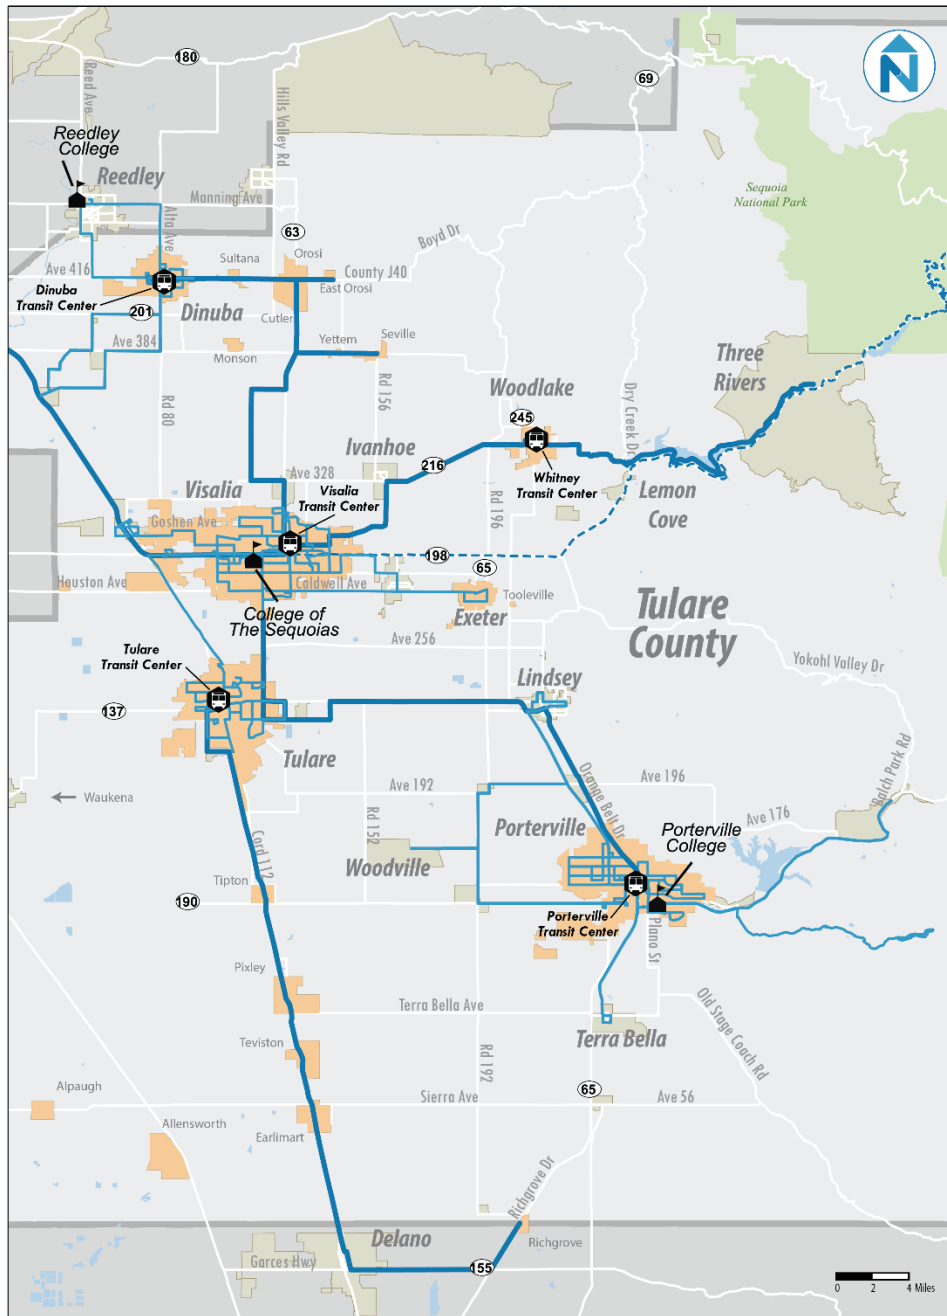 180
69
Reed Ave
Hills Valley Rd
Reedley
College
Reedley
Manning Ave
Sequoia
National Park
Alta Ave
63
Boyd Dr
Orosi
Sultana
Ave 416
County J40
Dinuba
Transit Center
East Orosi
201
Dinuba
Cutler
Ave 384
Yettem
Seville
Monson
Three
Rivers
Woodlake
Rd 80
Rd 156
Dry Creek Dr
245
Ivanhoe
216
Ave 328
Whitney
Transit Center
Visalia
Visalia
Transit Center
Lemon
Cove
Rd 196
Goshen Ave
198
65
Houston Ave
Caldwell Ave
Tooleville
College of
The Sequoias
Exeter
Tulare
County
Ave 256
Tulare
Transit Center
Yokohl Valley Dr
Lindsey
137
Tulare
Balch Park Rd
Orange Belt Dr
Waukena
Ave 192
Ave 196
Ave 176
Porterville
Porterville
College
Cord 112
Rd 152
Woodville
Tipton
190
Porterville
Transit Center
Plano St
Pixley
Terra Bella Ave
Old Stage Coach Rd
Terra Bella
Teviston
Rd 192
65
Alpaugh
Sierra Ave
Ave 56
Allensworth
Earlimart
Richgrove Dr
Delano
Richgrove
Garces Hwy
155
0 2 4 Miles
N